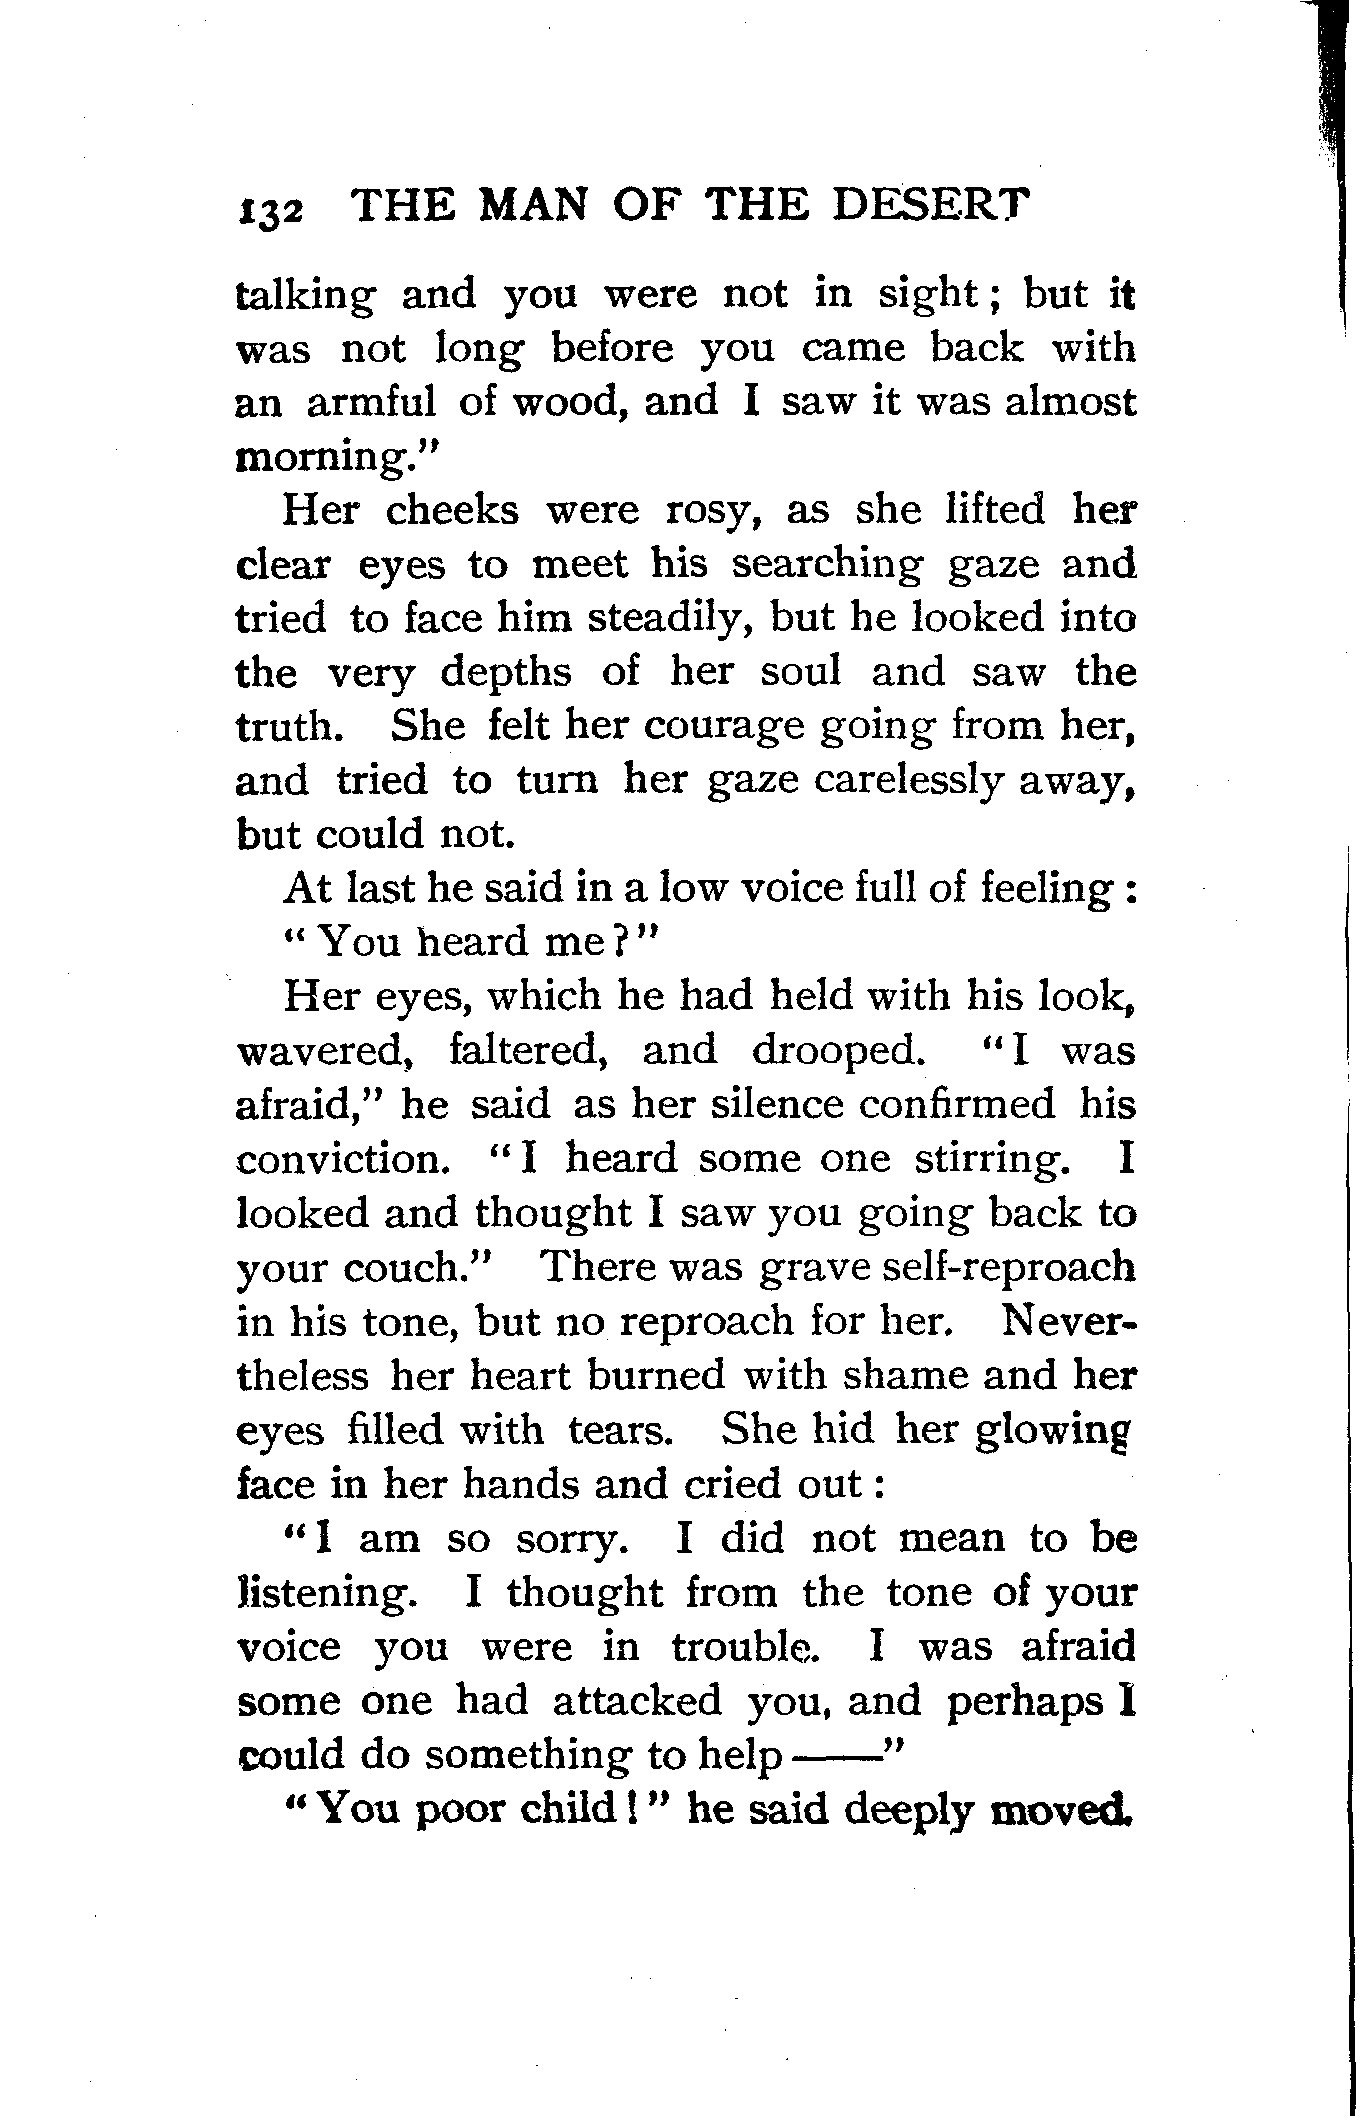 132 THE MAN OF THE DESERT
talking and you were not in sight; but it
was not long before you came back with
an armful of wood, and I saw it was almost
morning."
Her cheeks were rosy, as she lifted her
clear eyes to meet his searching gaze and
tried to face him steadily, but he looked into
the very depths of her soul and saw the
truth. She felt her courage going from her,
and tried to turn her gaze carelessly away,
but could not.
At last he said in a low voice full of feeling:
"You heard me?"
Her eyes, which he had held with his look,
wavered, faltered, and drooped. "I was
afraid," he said as her silence confirmed his
conviction. "I heard some one stirring. I
looked and thought I saw you going back to
your couch." There was grave self-reproach
in his tone, but no reproach for her. Never-
theless her heart burned with shame and her
eyes filled with tears. She hid her glowing
face in her hands and cried out:
"I am so sorry. I did not mean to be
listening. I thought from the tone of your
voice you were in trouble. I was afraid
some one had attacked you, and perhaps I
could do something to help——"
"You poor child!" he said deeply moved.